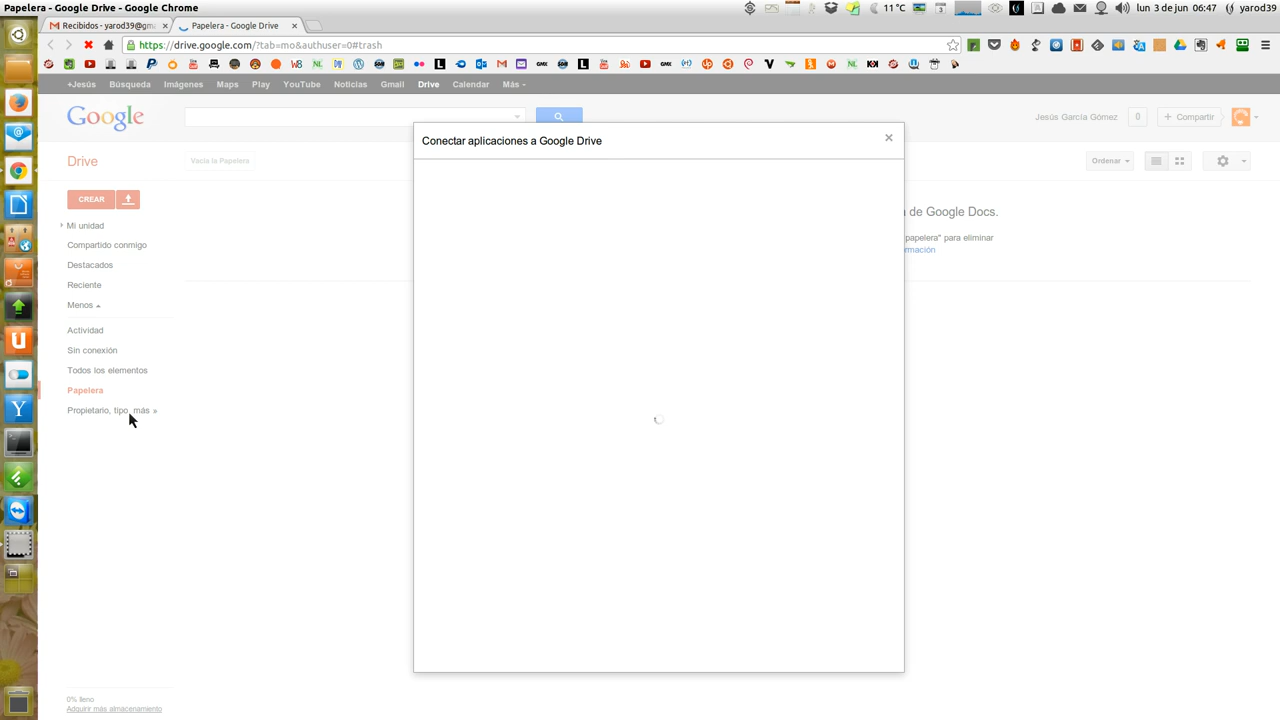 Papelera - Google Drive - Google Chrome
11 °C
lun 3 de jun 06:47
yarod39
Recibidos - yarod39@gm
Papelera - Google Drive
https://drive.google.com/?tab=mo&authuser=0#trash
+Jesús Búsqueda Imágenes Maps Play YouTube Noticias Gmail Drive Calendar Más
Google
Jesús García Gómez
0
+ Compartir
Conectar aplicaciones a Google Drive
Drive
Vacía la Papelera
Ordenar
CREAR
de Google Docs.
Mi unidad
papelera" para eliminar
Compartido conmigo
rmación
Destacados
Reciente
Menos
Actividad
Sin conexión
Todos los elementos
Papelera
Propietario, tipo, más »
0% lleno
Adquirir más almacenamiento